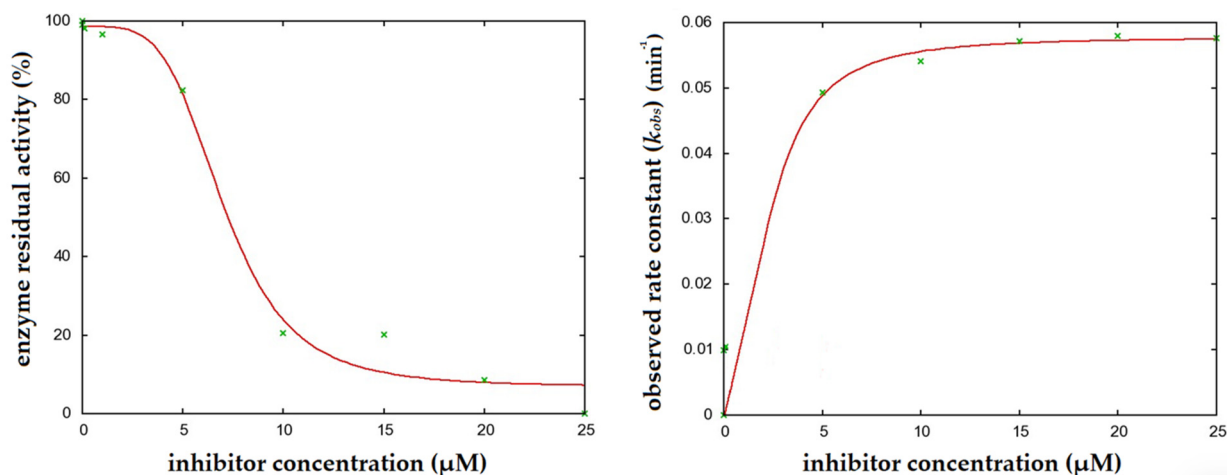 enzyme residual activity (%)
100
80
60
40
20
0
0 5 10 15 20 25
inhibitor concentration (μM)
observed rate constant (kobs) (min-1)
0.06
0.05
0.04
0.03
0.02
0.01
0
0 5 10 15 20 25
inhibitor concentration (μM)